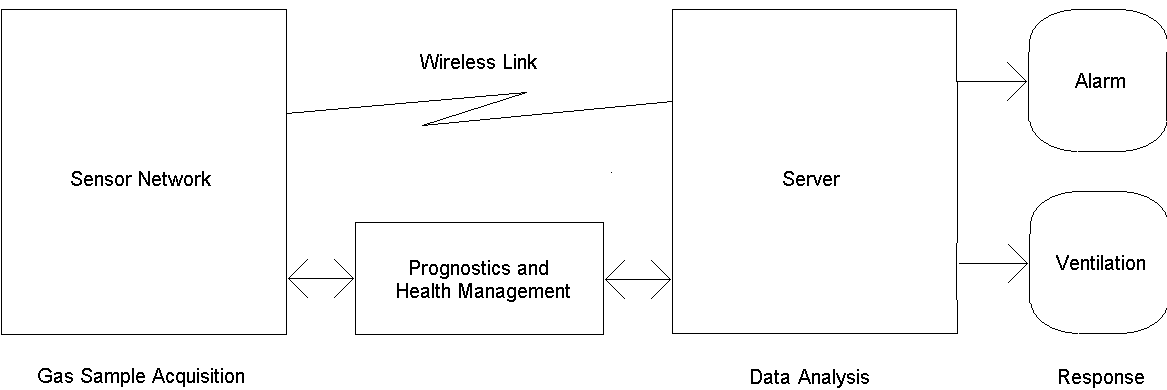 Wireless Link
Alarm
Sensor Network
Server
Prognostics and
Health Management
Ventilation
Gas Sample Acquisition
Data Analysis
Response